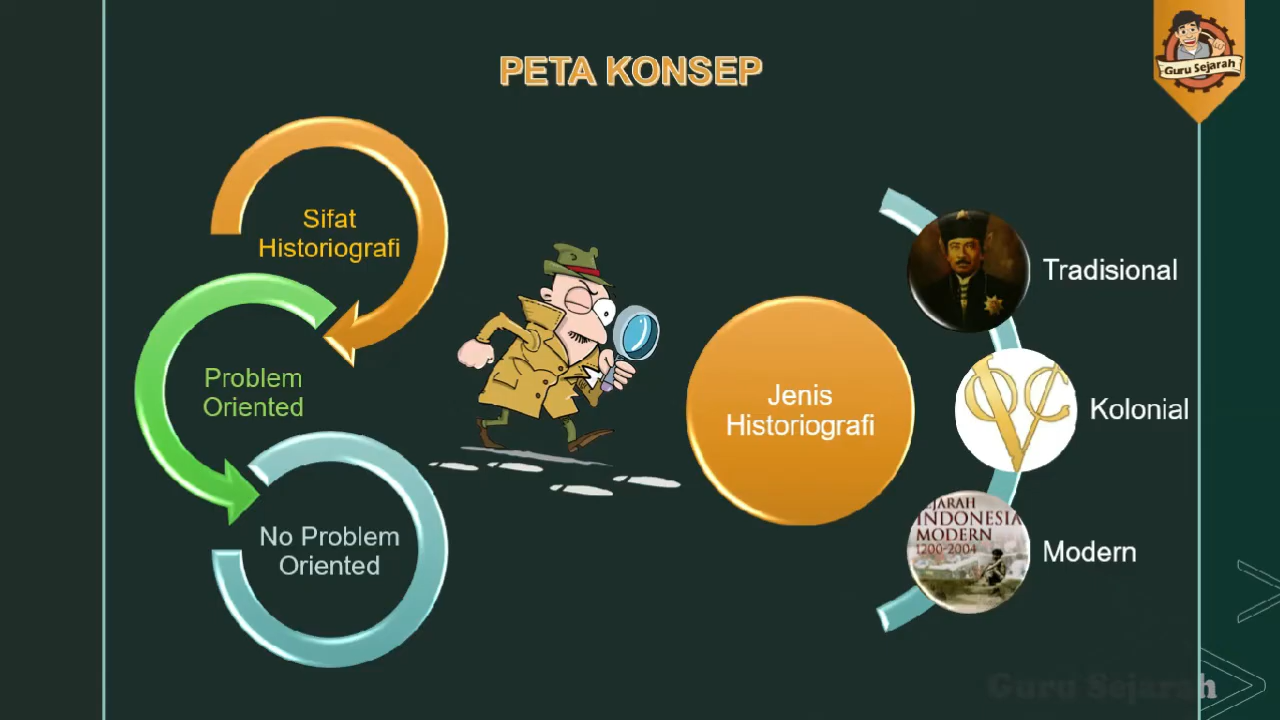 PETA KONSEP
Guru Sejarah
Sifat
Historiografi
Problem
Oriented
No Problem
Oriented
Jenis
Historiografi
Tradisional
VOC
Kolonial
SEJARAH
INDONESIA
MODERN
1200-2004
Modern
Guru Sejarah